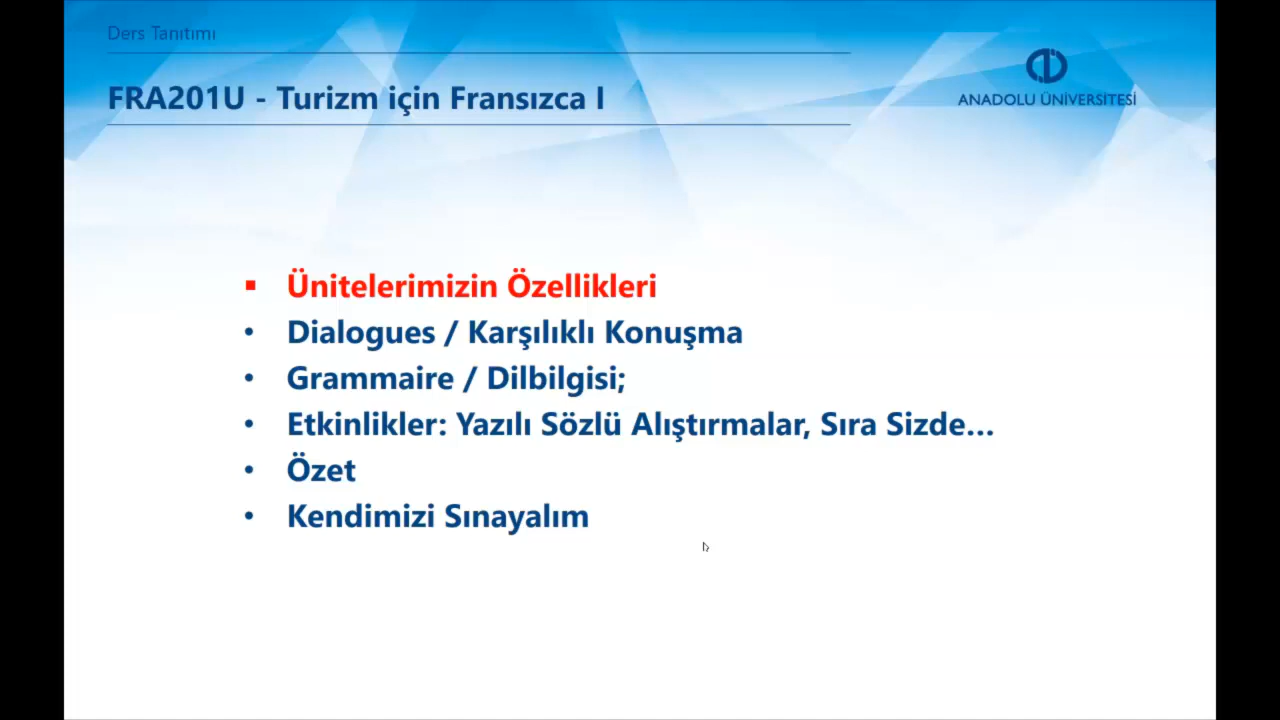 Ders Tanıtımı
FRA201U - Turizm için Fransızca I
ANADOLU ÜNİVERSİTESİ
▪ Ünitelerimizin Özellikleri
• Dialogues / Karşılıklı Konuşma
• Grammaire / Dilbilgisi;
• Etkinlikler: Yazılı Sözlü Alıştırmalar, Sıra Sizde...
• Özet
• Kendimizi Sınayalım